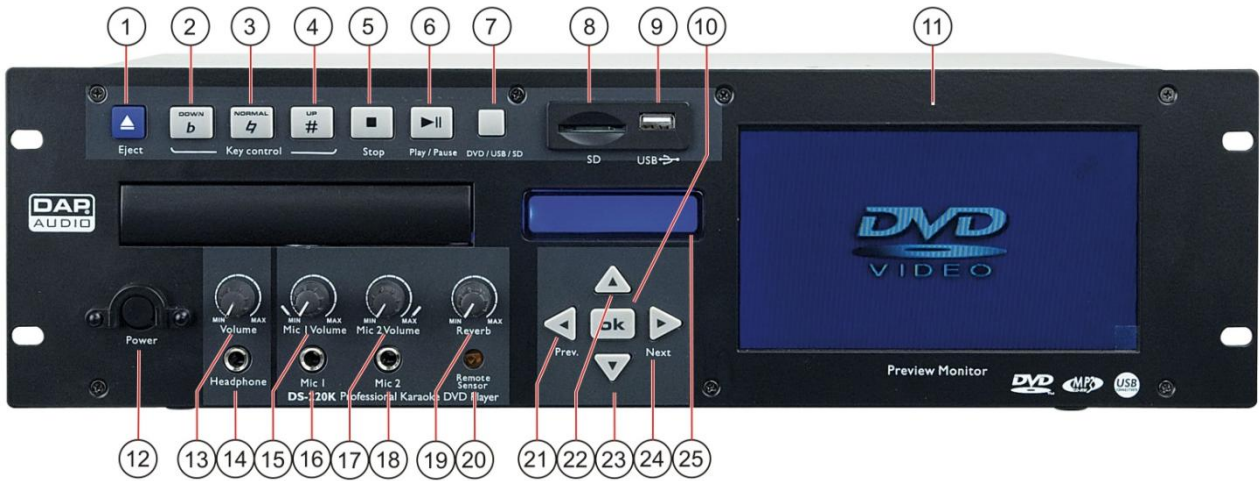 1 2 3 4 5 6 7 8 9 10 11
DOWN b NORMAL ♮ UP #
Eject Key control Stop Play / Pause DVD / USB / SD SD USB
DAP
AUDIO
DVD
VIDEO
MIN MAX MIN MAX MIN MAX MIN MAX
Volume Mic 1 Volume Mic 2 Volume Reverb
ok
Power
Prev. Next
Headphone Mic 1 Mic 2 Remote
Sensor
DS-220K Professional Karaoke DVD Player
Preview Monitor
DVD MP3 USB
12 13 14 15 16 17 18 19 20 21 22 23 24 25